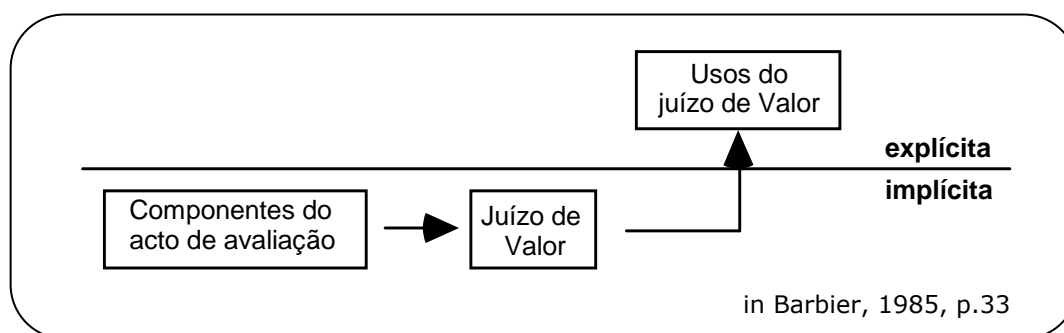 Usos do
juízo de Valor
explícita
implícita
Componentes do
acto de avaliação
Juízo de
Valor
in Barbier, 1985, p.33